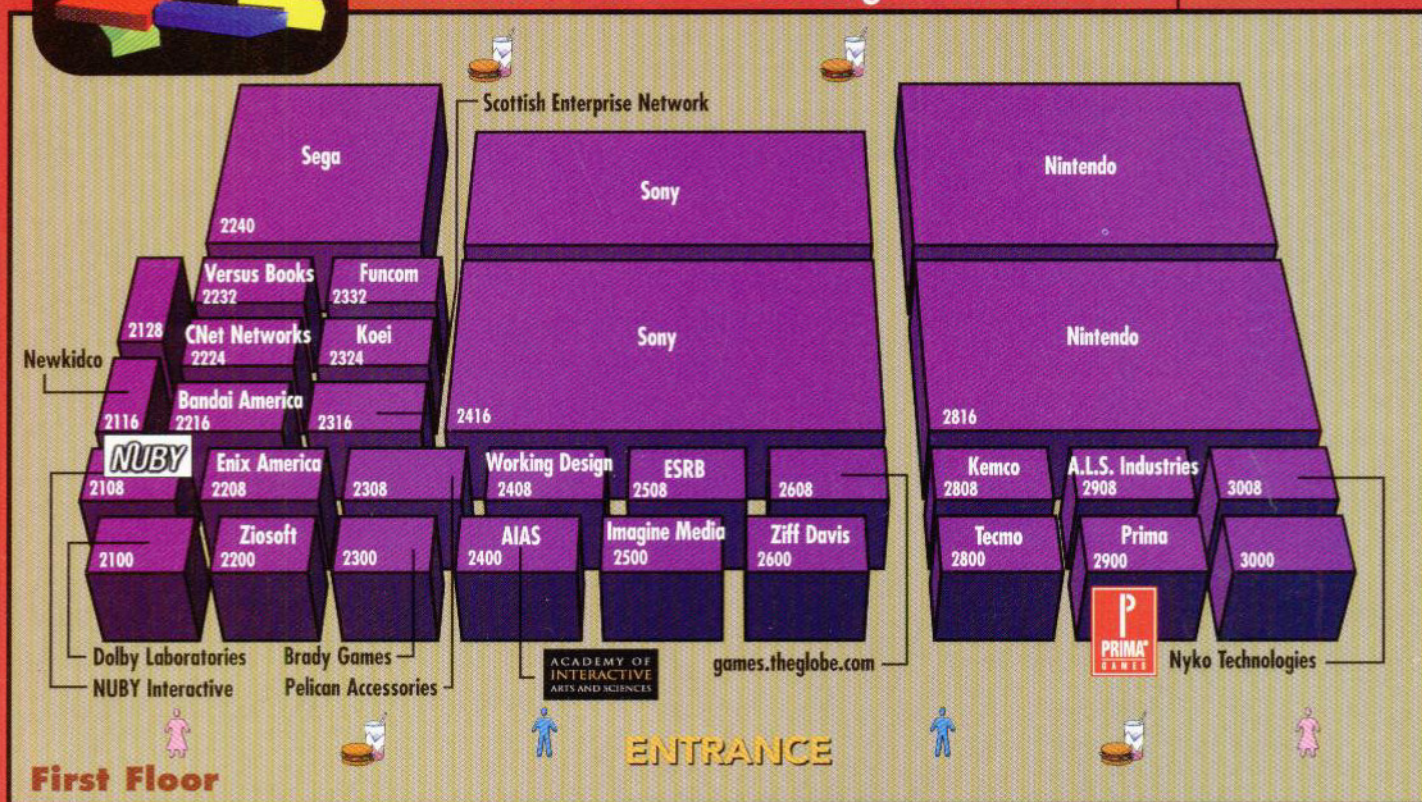 Scottish Enterprise Network
Sega
2240
Sony
Nintendo
Versus Books
2232
Funcom
2332
2128
CNet Networks
2224
Koei
2324
Sony
2416
Nintendo
2816
Newkidco
2116
Bandai America
2216
2316
NUBY
2108
Enix America
2208
2308
Working Design
2408
ESRB
2508
2608
Kemco
2808
A.L.S. Industries
2908
3008
2100
Ziosoft
2200
2300
AIAS
2400
Imagine Media
2500
Ziff Davis
2600
Tecmo
2800
Prima
2900
3000
P
PRIMA®
GAMES
Dolby Laboratories
NUBY Interactive
Brady Games
Pelican Accessories
ACADEMY OF
INTERACTIVE
ARTS AND SCIENCES
games.theglobe.com
Nyko Technologies
ENTRANCE
First Floor